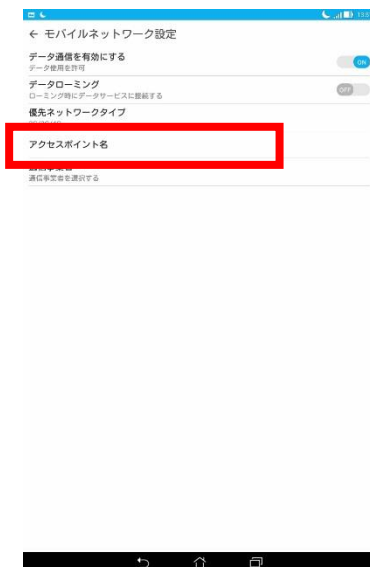 ← モバイルネットワーク設定
データ通信を有効にする
データ使用を許可
ON
データローミング
ローミング時にデータサービスに接続する
OFF
優先ネットワークタイプ
アクセスポイント名
通信事業者を選択する